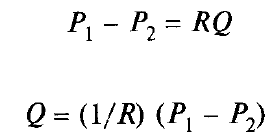 P₁ − P₂ = RQ
Q = (1/R) (P₁ − P₂)